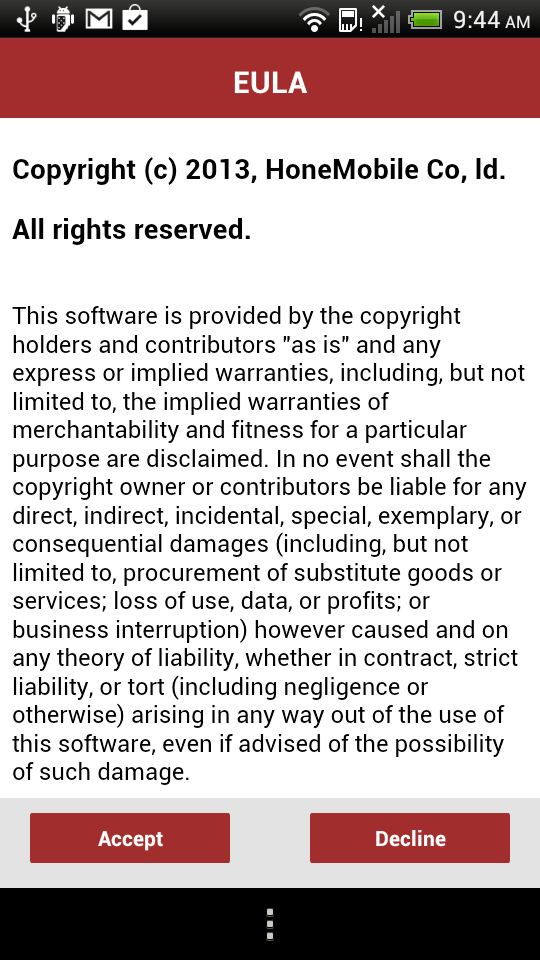 9:44 AM
EULA
Copyright (c) 2013, HoneMobile Co, ld.
All rights reserved.
This software is provided by the copyright
holders and contributors "as is" and any
express or implied warranties, including, but not
limited to, the implied warranties of
merchantability and fitness for a particular
purpose are disclaimed. In no event shall the
copyright owner or contributors be liable for any
direct, indirect, incidental, special, exemplary, or
consequential damages (including, but not
limited to, procurement of substitute goods or
services; loss of use, data, or profits; or
business interruption) however caused and on
any theory of liability, whether in contract, strict
liability, or tort (including negligence or
otherwise) arising in any way out of the use of
this software, even if advised of the possibility
of such damage.
Accept
Decline